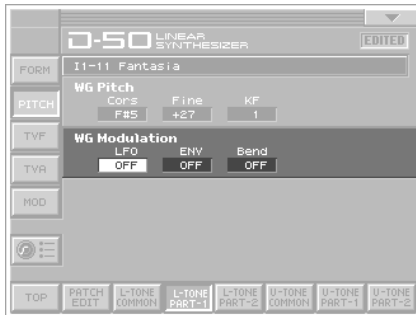 D-50 LINEAR SYNTHESIZER EDITED
FORM I1-11 Fantasia
WG Pitch
Cors Fine KF
PITCH F#5 +27 1
TVF WG Modulation
LFO ENV Bend
TVA OFF OFF OFF
MOD
TOP PATCH EDIT L-TONE COMMON L-TONE PART-1 L-TONE PART-2 U-TONE COMMON U-TONE PART-1 U-TONE PART-2